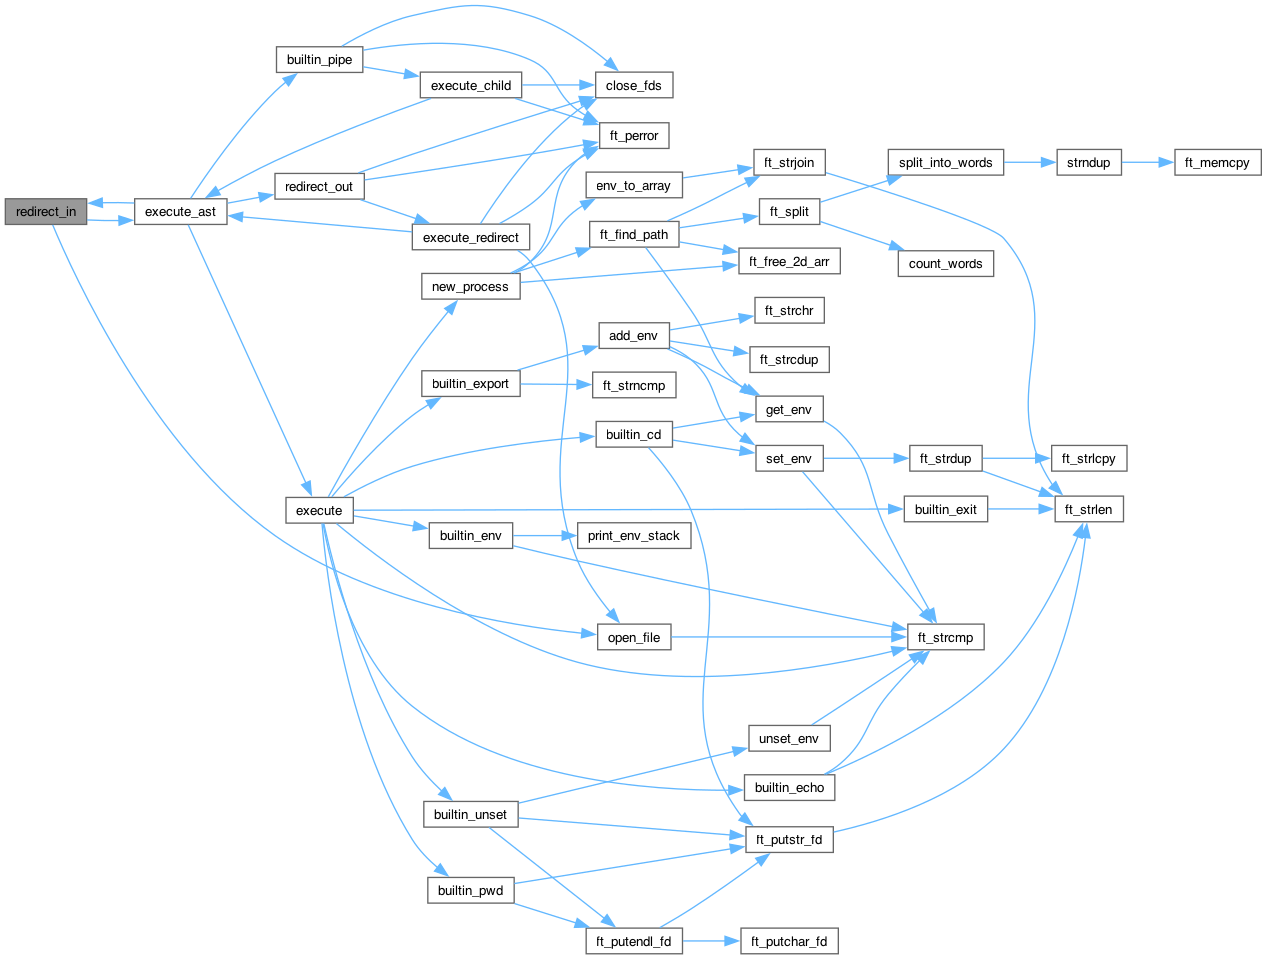 redirect_in
execute_ast
builtin_pipe
redirect_out
execute
execute_child
execute_redirect
new_process
builtin_export
builtin_env
builtin_unset
builtin_pwd
close_fds
ft_perror
env_to_array
ft_find_path
add_env
ft_strncmp
builtin_cd
print_env_stack
open_file
ft_putendl_fd
ft_strjoin
ft_split
ft_free_2d_arr
ft_strchr
ft_strcdup
get_env
set_env
unset_env
builtin_echo
ft_putstr_fd
ft_putchar_fd
split_into_words
count_words
ft_strdup
builtin_exit
ft_strcmp
strndup
ft_strlcpy
ft_strlen
ft_memcpy